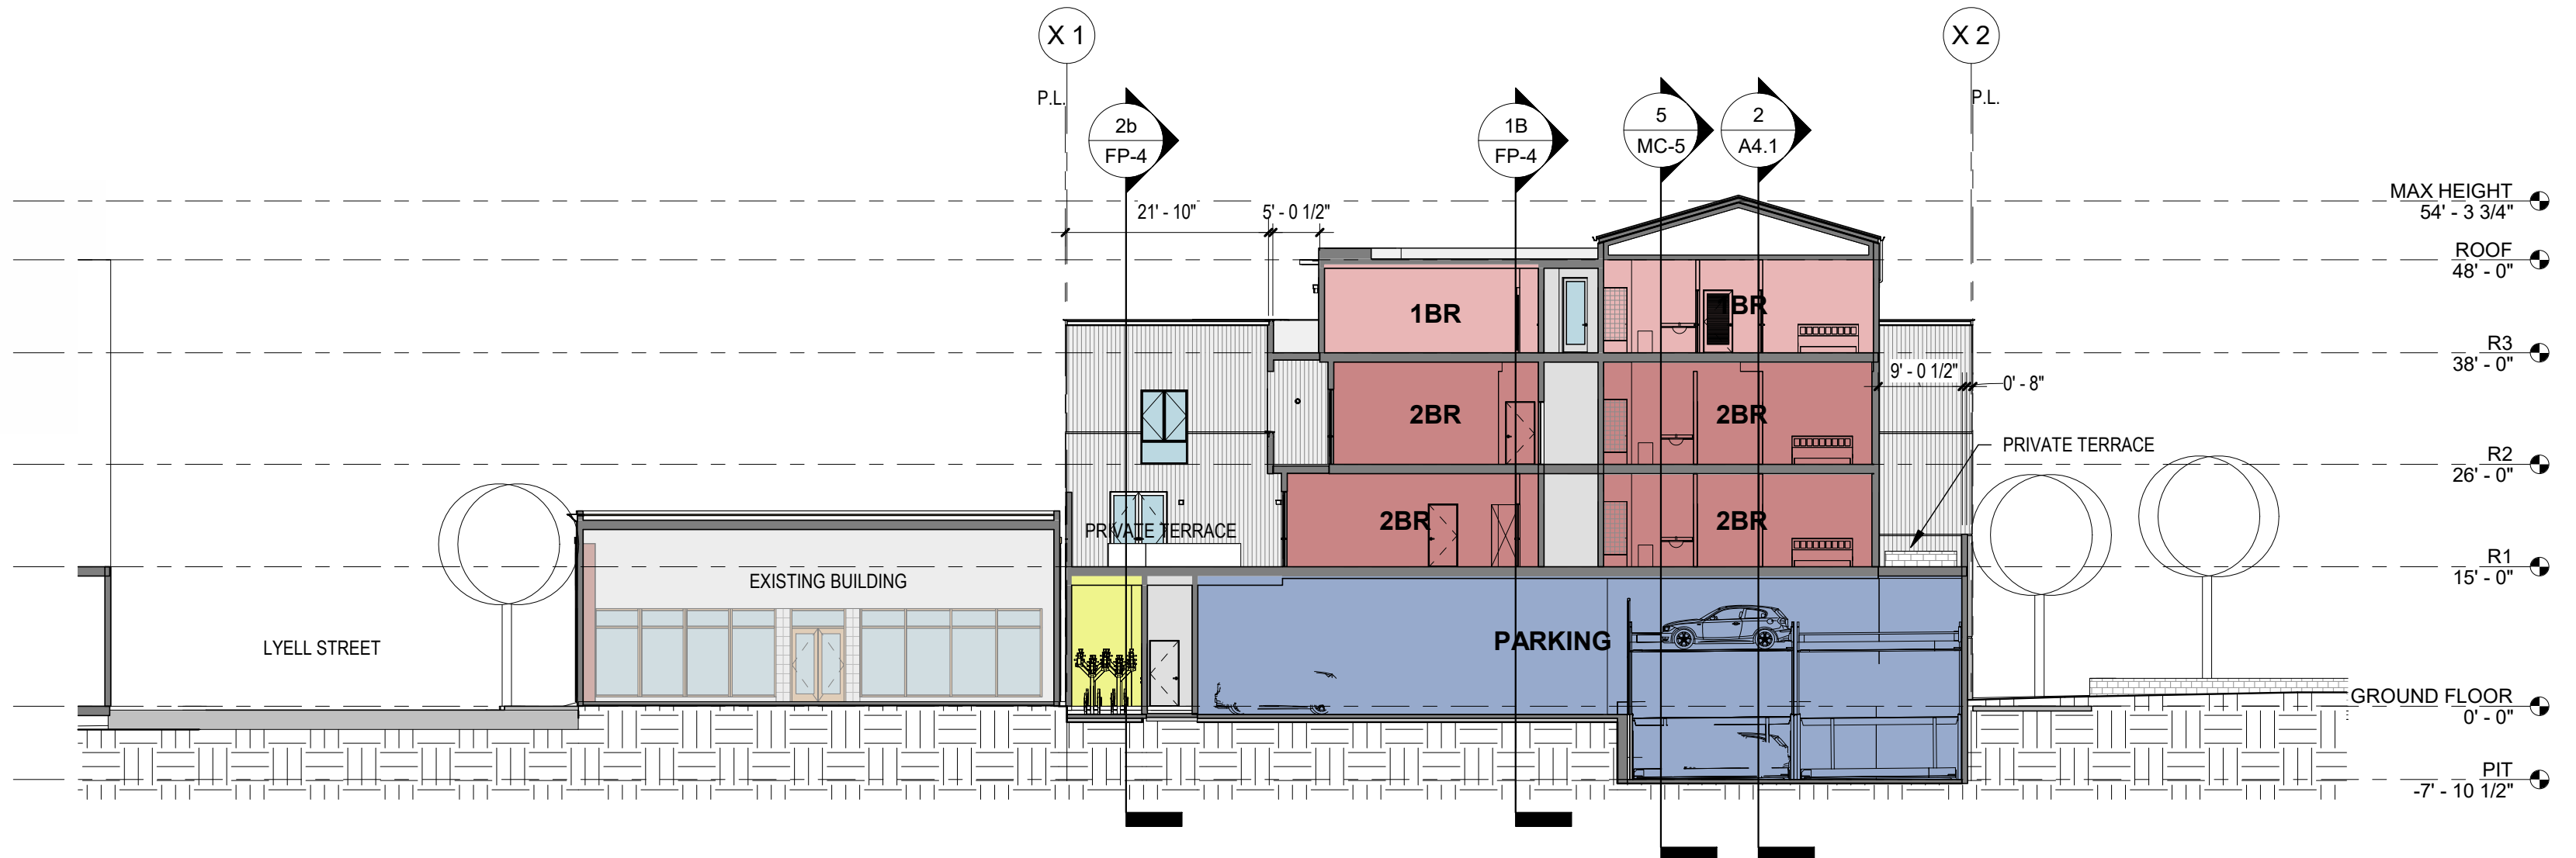 X 1
X 2
P.L.
P.L.
2b
FP-4
1B
FP-4
5
MC-5
2
A4.1
MAX HEIGHT
54' - 3 3/4"
21' - 10"
5' - 0 1/2"
ROOF
48' - 0"
1BR
1BR
R3
38' - 0"
9' - 0 1/2"
0' - 8"
2BR
2BR
PRIVATE TERRACE
R2
26' - 0"
2BR
2BR
PRIVATE TERRACE
R1
15' - 0"
EXISTING BUILDING
LYELL STREET
PARKING
GROUND FLOOR
0' - 0"
PIT
-7' - 10 1/2"